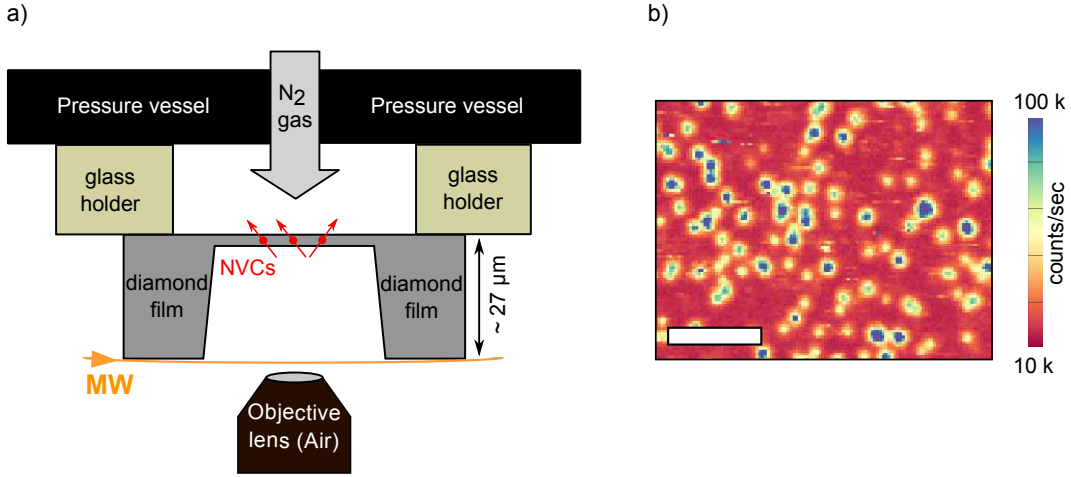 a)
b)
Pressure vessel
N2
gas
Pressure vessel
glass
holder
glass
holder
NVCs
diamond
film
diamond
film
~ 27 μm
MW
Objective
lens (Air)
100 k
counts/sec
10 k